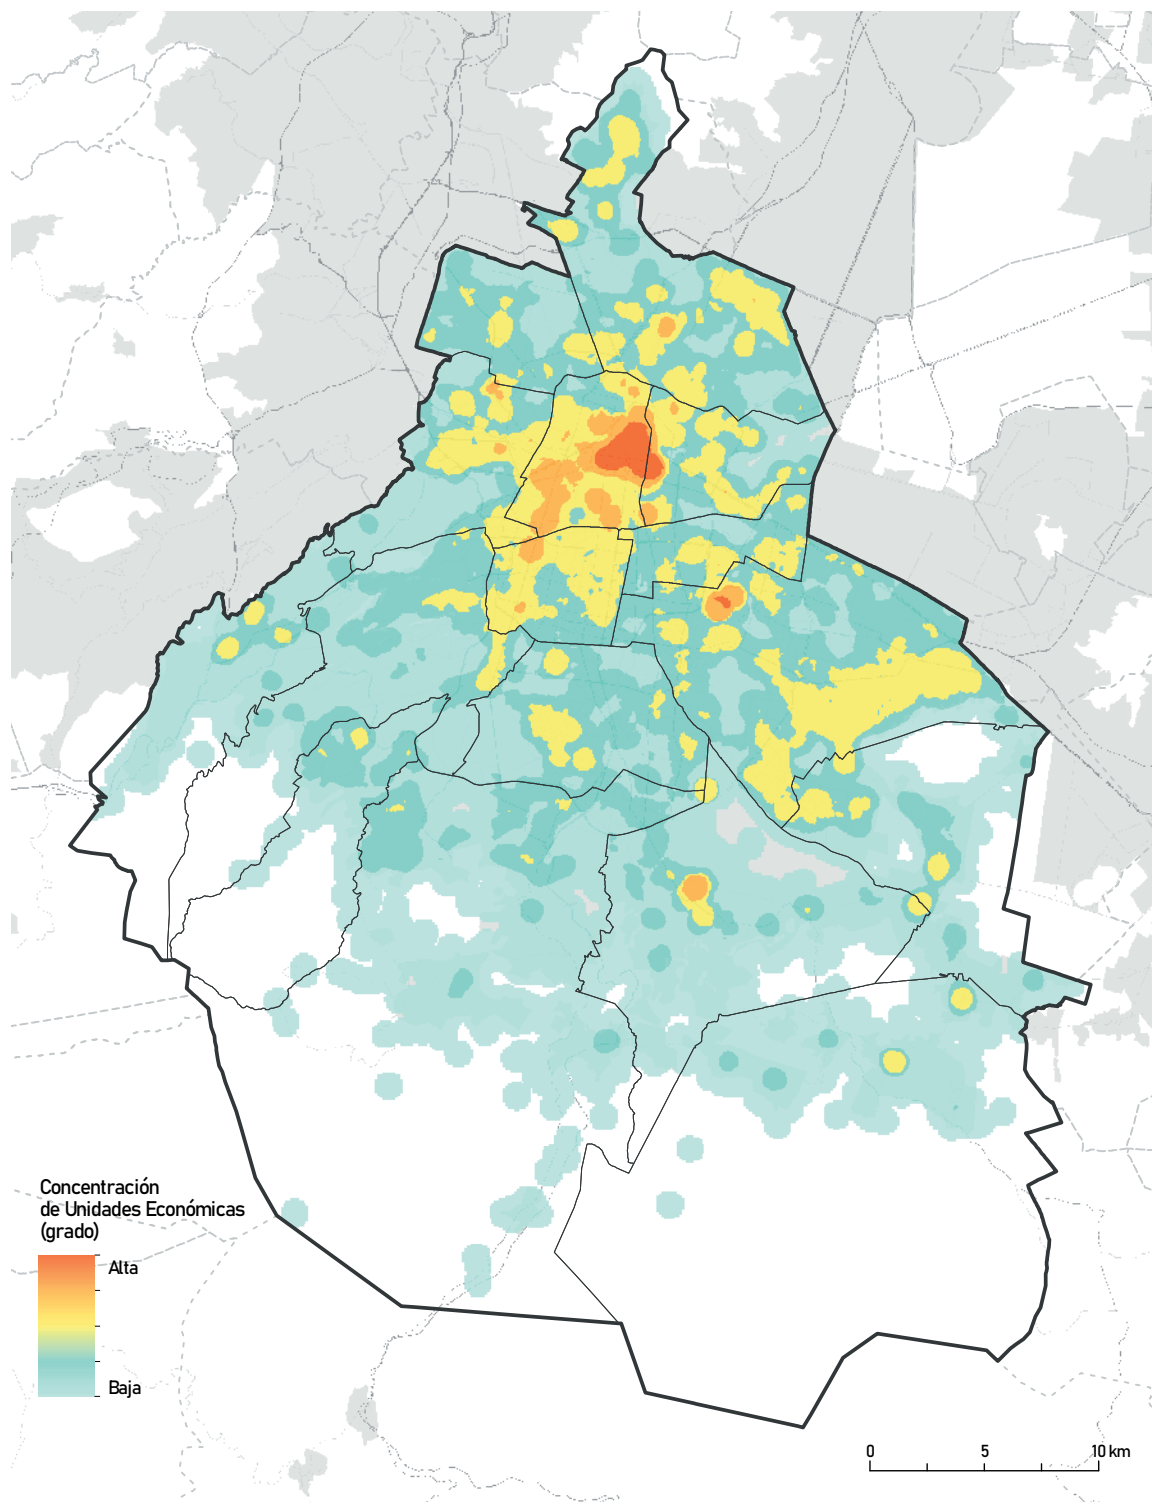 Concentración
de Unidades Económicas
(grado)
Alta
Baja
0 5 10 km